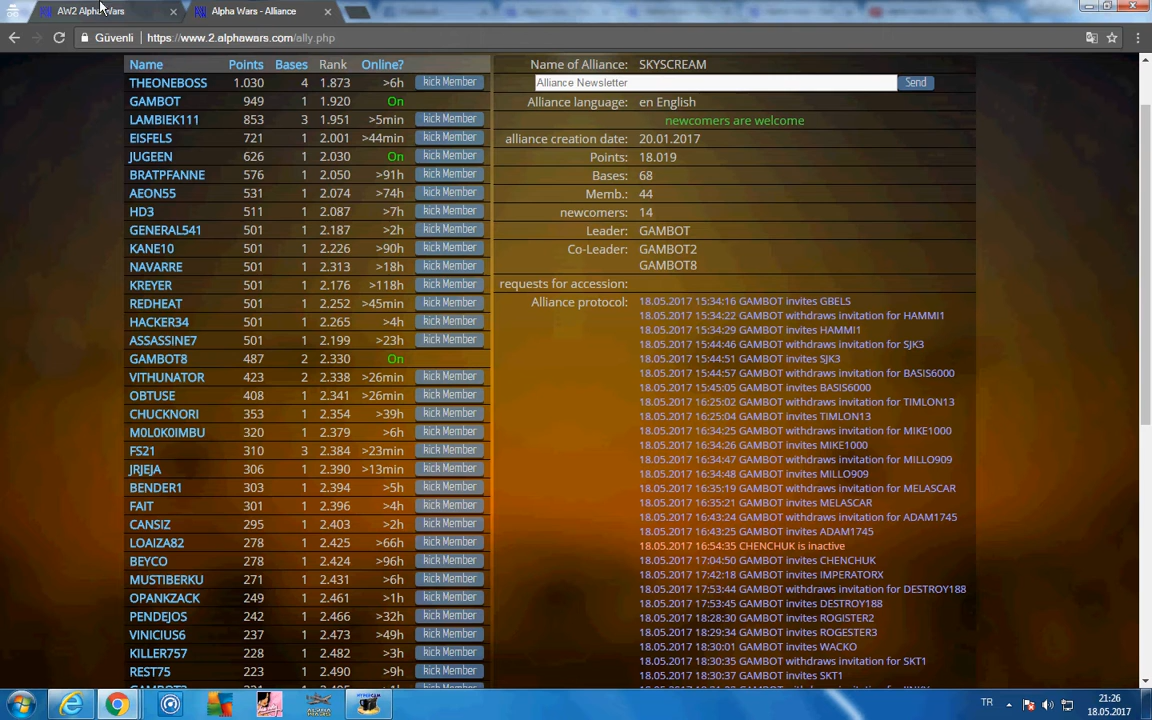 AW2 AlphaWars
Alpha Wars - Alliance
Güvenli https://www.2.alphawars.com/ally.php
Name Points Bases Rank Online?
THEONEBOSS 1.030 4 1.873 >6h kick Member
GAMBOT 949 1 1.920 On
LAMBIEK111 853 3 1.951 >5min kick Member
EISFELS 721 1 2.001 >44min kick Member
JUGEEN 626 1 2.030 On kick Member
BRATPFANNE 576 1 2.050 >91h kick Member
AEON55 531 1 2.074 >74h kick Member
HD3 511 1 2.087 >7h kick Member
GENERAL541 501 1 2.187 >2h kick Member
KANE10 501 1 2.226 >90h kick Member
NAVARRE 501 1 2.313 >18h kick Member
KREYER 501 1 2.176 >118h kick Member
REDHEAT 501 1 2.252 >45min kick Member
HACKER34 501 1 2.265 >4h kick Member
ASSASSINE7 501 1 2.199 >23h kick Member
GAMBOT8 487 2 2.330 On
VITHUNATOR 423 2 2.338 >26min kick Member
OBTUSE 408 1 2.341 >26min kick Member
CHUCKNORI 353 1 2.354 >39h kick Member
M0L0K0IMBU 320 1 2.379 >6h kick Member
FS21 310 3 2.384 >23min kick Member
JRJEJA 306 1 2.390 >13min kick Member
BENDER1 303 1 2.394 >5h kick Member
FAIT 301 1 2.396 >4h kick Member
CANSIZ 295 1 2.403 >2h kick Member
LOAIZA82 278 1 2.425 >66h kick Member
BEYCO 278 1 2.424 >96h kick Member
MUSTIBERKU 271 1 2.431 >6h kick Member
OPANKZACK 249 1 2.461 >1h kick Member
PENDEJOS 242 1 2.466 >32h kick Member
VINICIUS6 237 1 2.473 >49h kick Member
KILLER757 228 1 2.482 >3h kick Member
REST75 223 1 2.490 >9h kick Member
Name of Alliance: SKYSCREAM
Alliance Newsletter Send
Alliance language: en English
newcomers are welcome
alliance creation date: 20.01.2017
Points: 18.019
Bases: 68
Memb.: 44
newcomers: 14
Leader: GAMBOT
Co-Leader: GAMBOT2
GAMBOT8
requests for accession:
Alliance protocol: 18.05.2017 15:34:16 GAMBOT invites GBELS
18.05.2017 15:34:22 GAMBOT withdraws invitation for HAMMI1
18.05.2017 15:34:29 GAMBOT invites HAMMI1
18.05.2017 15:44:46 GAMBOT withdraws invitation for SJK3
18.05.2017 15:44:51 GAMBOT invites SJK3
18.05.2017 15:44:57 GAMBOT withdraws invitation for BASIS6000
18.05.2017 15:45:05 GAMBOT invites BASIS6000
18.05.2017 16:25:02 GAMBOT withdraws invitation for TIMLON13
18.05.2017 16:25:04 GAMBOT invites TIMLON13
18.05.2017 16:34:25 GAMBOT withdraws invitation for MIKE1000
18.05.2017 16:34:26 GAMBOT invites MIKE1000
18.05.2017 16:34:47 GAMBOT withdraws invitation for MILLO909
18.05.2017 16:34:48 GAMBOT invites MILLO909
18.05.2017 16:35:19 GAMBOT withdraws invitation for MELASCAR
18.05.2017 16:35:21 GAMBOT invites MELASCAR
18.05.2017 16:43:24 GAMBOT withdraws invitation for ADAM1745
18.05.2017 16:43:25 GAMBOT invites ADAM1745
18.05.2017 16:54:35 CHENCHUK is inactive
18.05.2017 17:04:50 GAMBOT invites CHENCHUK
18.05.2017 17:42:18 GAMBOT invites IMPERATORX
18.05.2017 17:53:44 GAMBOT withdraws invitation for DESTROY188
18.05.2017 17:53:45 GAMBOT invites DESTROY188
18.05.2017 18:28:29 GAMBOT invites ROGISTER2
18.05.2017 18:29:34 GAMBOT invites ROGESTER3
18.05.2017 18:30:01 GAMBOT invites WACKO
18.05.2017 18:30:36 GAMBOT withdraws invitation for SKT1
18.05.2017 18:30:37 GAMBOT invites SKT1
TR
21:26
18.05.2017